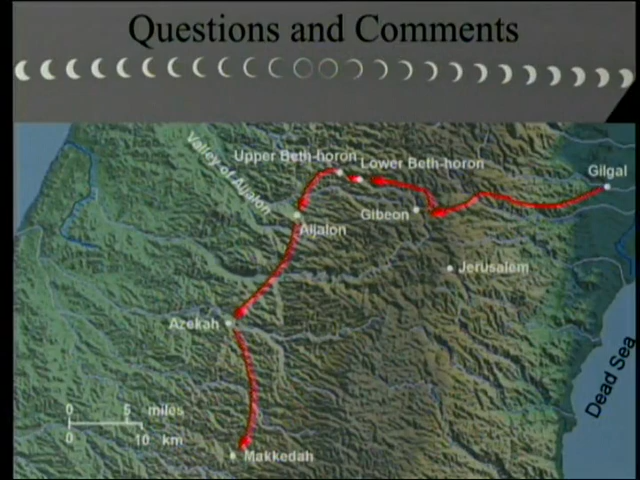 Questions and Comments
Valley of Aijalon
Upper Beth-horon
Lower Beth-horon
Gilgal
Gibeon
Aijalon
Jerusalem
Azekah
Dead Sea
0 5 miles
0 10 km
Makkedah